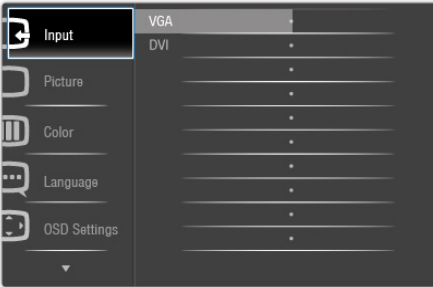 Input
VGA
DVI
Picture
Color
Language
OSD Settings